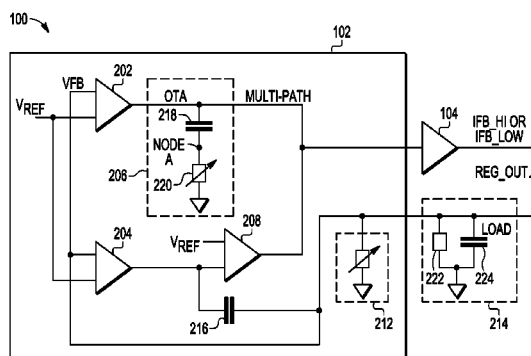 100
102
VFB
202
VREF
OTA
MULTI-PATH
218
NODE
A
206
220
104
IFB_HI OR
IFB_LOW
REG_OUT
204
VREF
208
216
212
LOAD
222
224
214